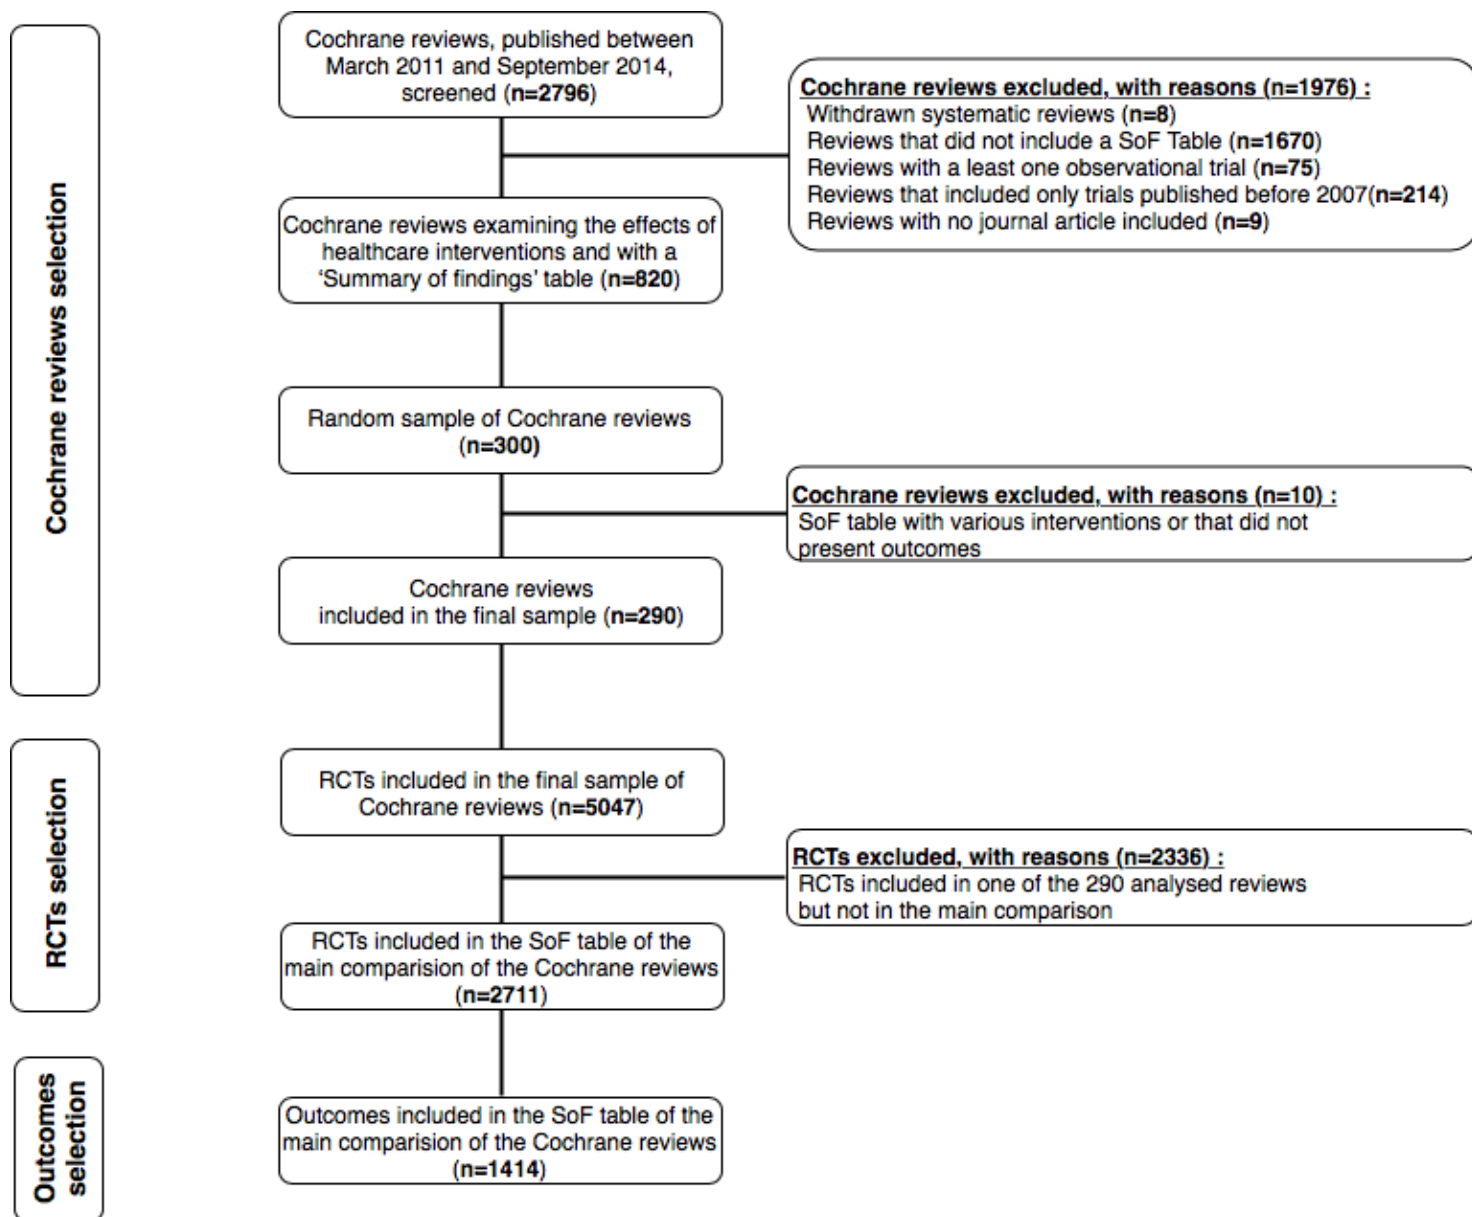 Cochrane reviews selection
Cochrane reviews, published between
March 2011 and September 2014,
screened (n=2796)
Cochrane reviews excluded, with reasons (n=1976) :
Withdrawn systematic reviews (n=8)
Reviews that did not include a SoF Table (n=1670)
Reviews with a least one observational trial (n=75)
Reviews that included only trials published before 2007(n=214)
Reviews with no journal article included (n=9)
Cochrane reviews examining the effects of
healthcare interventions and with a
‘Summary of findings’ table (n=820)
Random sample of Cochrane reviews
(n=300)
Cochrane reviews excluded, with reasons (n=10) :
SoF table with various interventions or that did not
present outcomes
Cochrane reviews
included in the final sample (n=290)
RCTs selection
RCTs included in the final sample of
Cochrane reviews (n=5047)
RCTs excluded, with reasons (n=2336) :
RCTs included in one of the 290 analysed reviews
but not in the main comparison
RCTs included in the SoF table of the
main comparision of the Cochrane reviews
(n=2711)
Outcomes
selection
Outcomes included in the SoF table of the
main comparision of the Cochrane reviews
(n=1414)